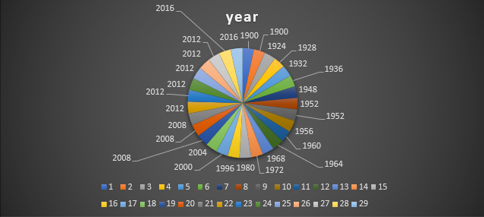 year
2016 1900 1900
2016 1924
2012 1928
2012 1932
2012 1936
2012 1948
2012 1952
2012 1952
2008 1956
2008 1960
2008 1964
2004 1968
2000 1996 1980 1972
1 2 3 4 5 6 7 8 9 10 11 12 13 14 15
16 17 18 19 20 21 22 23 24 25 26 27 28 29